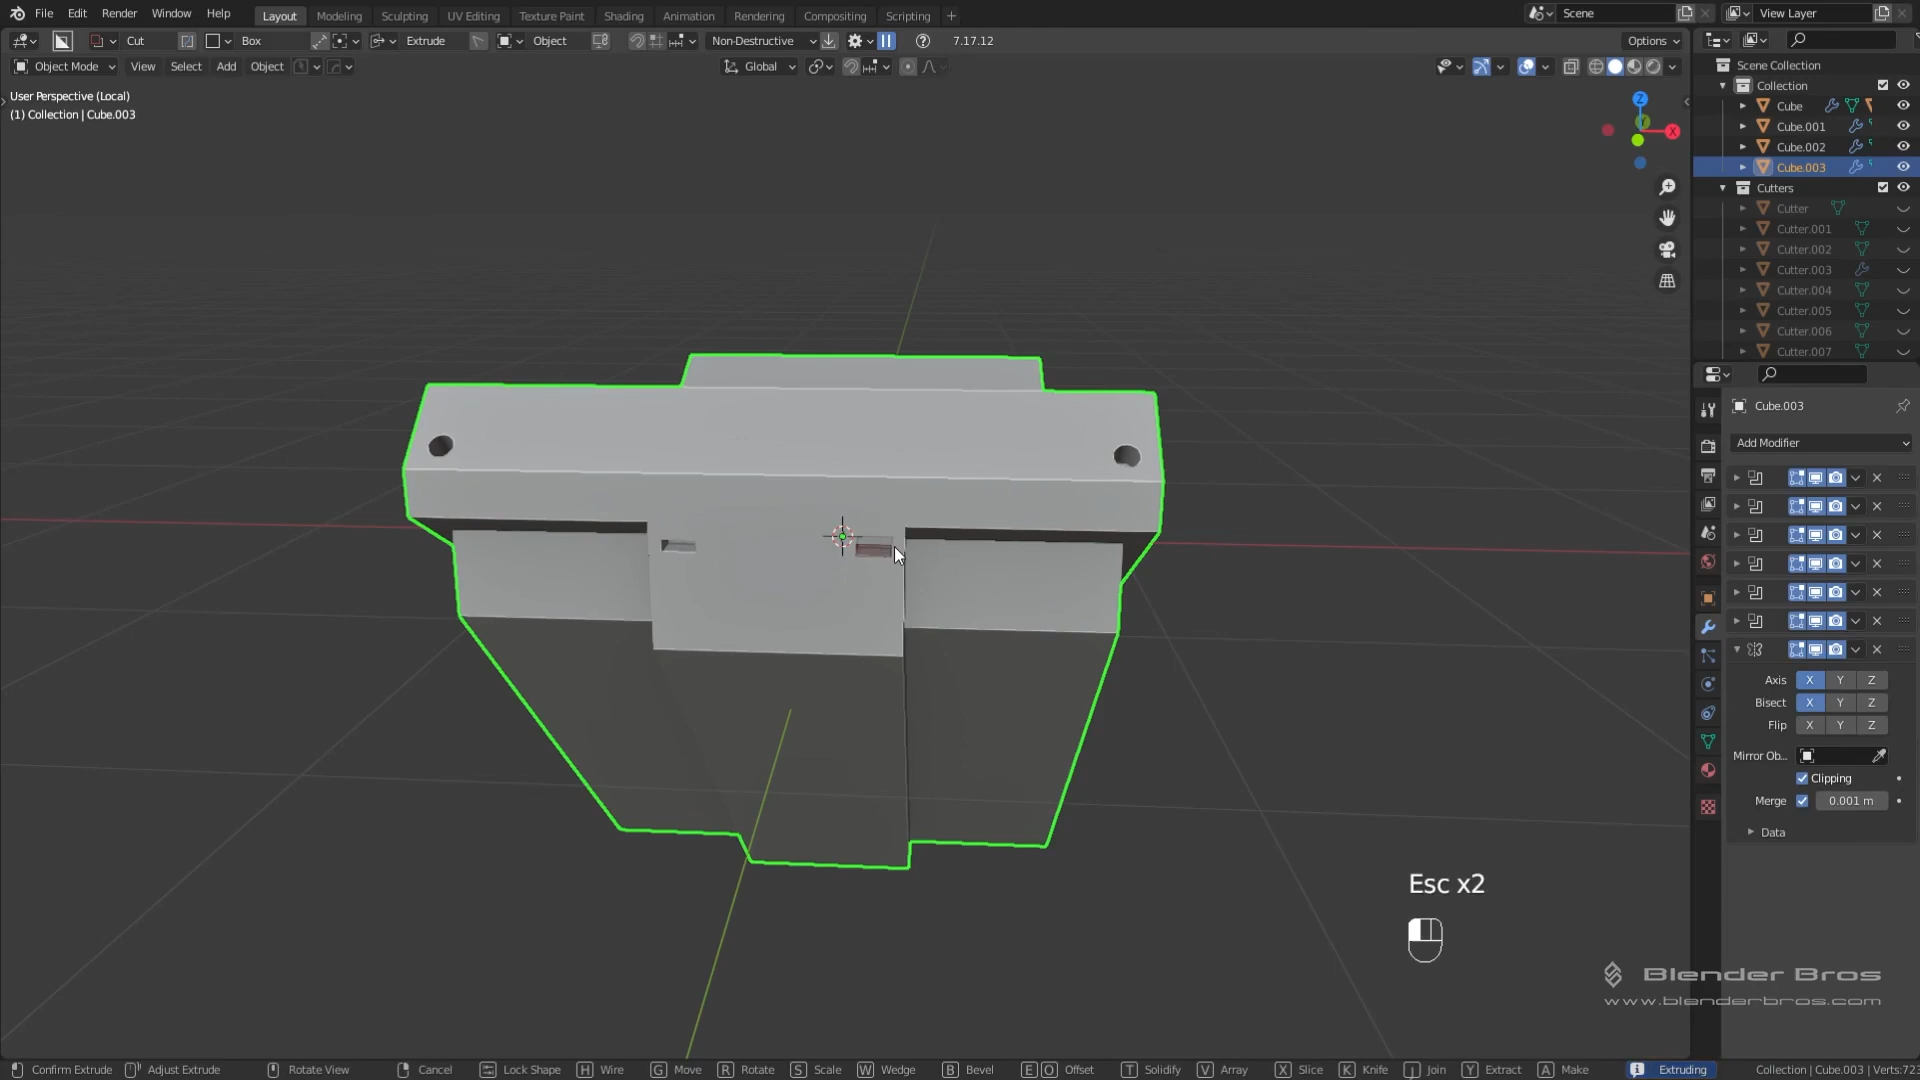 File Edit Render Window Help Layout Modeling Sculpting UV Editing Texture Paint Shading Animation Rendering Compositing Scripting + Scene View Layer
Cut Box Extrude Object Non-Destructive 7.17.12 Options
Object Mode View Select Add Object Global
User Perspective (Local)
(1) Collection | Cube.003
Z
X
Scene Collection
Collection
Cube
Cube.001
Cube.002
Cube.003
Cutters
Cutter
Cutter.001
Cutter.002
Cutter.003
Cutter.004
Cutter.005
Cutter.006
Cutter.007
Cube.003
Add Modifier
Axis X Y Z
Bisect X Y Z
Flip X Y Z
Mirror Ob...
Clipping
Merge 0.001 m
Data
Esc x2
Blender Bros
www.blenderbros.com
Confirm Extrude Adjust Extrude Rotate View Cancel Lock Shape H Wire G Move R Rotate S Scale W Wedge B Bevel E O Offset T Solidify V Array X Slice K Knife J Join Y Extract A Make Extruding Collection | Cube.003 | Verts:723